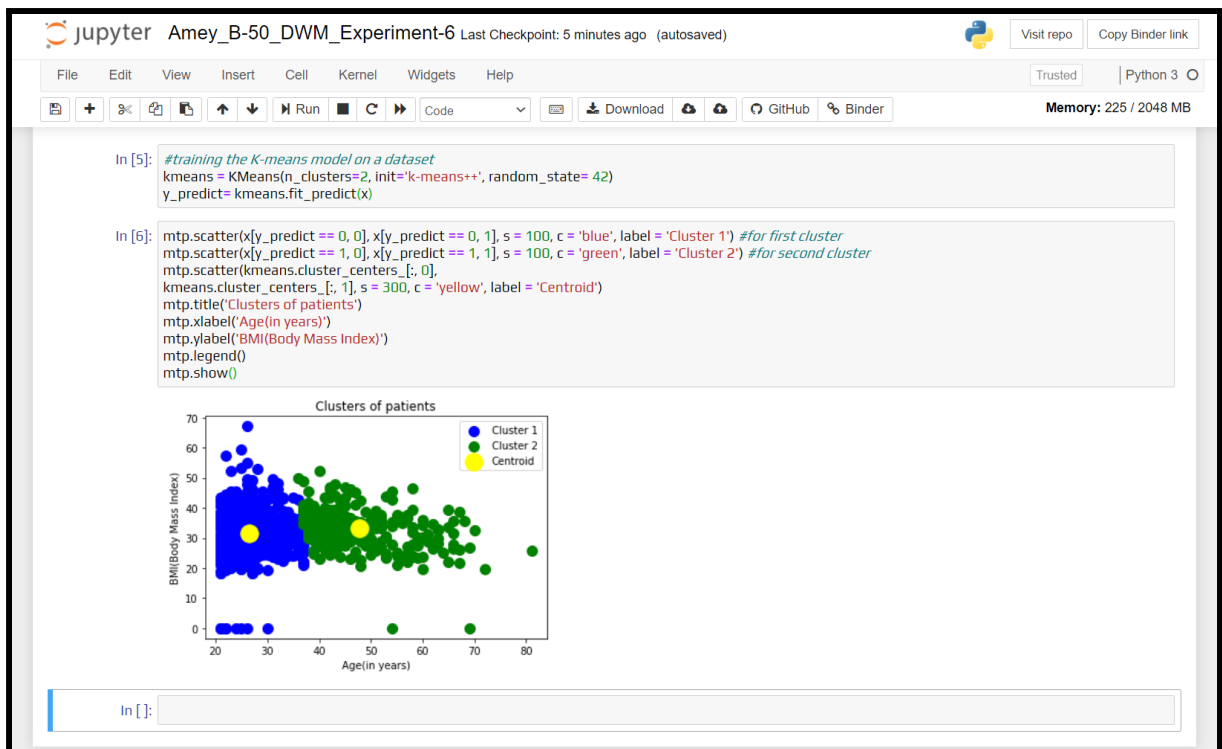 jupyter Amey_B-50_DWM_Experiment-6 Last Checkpoint: 5 minutes ago (autosaved) Visit repo Copy Binder link
File Edit View Insert Cell Kernel Widgets Help Trusted Python 3
Run Code Download GitHub Binder Memory: 225 / 2048 MB
In [5]: #training the K-means model on a dataset
kmeans = KMeans(n_clusters=2, init='k-means++', random_state= 42)
y_predict= kmeans.fit_predict(x)
In [6]: mtp.scatter(x[y_predict == 0, 0], x[y_predict == 0, 1], s = 100, c = 'blue', label = 'Cluster 1') #for first cluster
mtp.scatter(x[y_predict == 1, 0], x[y_predict == 1, 1], s = 100, c = 'green', label = 'Cluster 2') #for second cluster
mtp.scatter(kmeans.cluster_centers_[:, 0],
kmeans.cluster_centers_[:, 1], s = 300, c = 'yellow', label = 'Centroid')
mtp.title('Clusters of patients')
mtp.xlabel('Age(in years)')
mtp.ylabel('BMI(Body Mass Index)')
mtp.legend()
mtp.show()
Clusters of patients
Cluster 1
Cluster 2
Centroid
BMI(Body Mass Index)
70
60
50
40
30
20
10
0
20 30 40 50 60 70 80
Age(in years)
In [ ]: